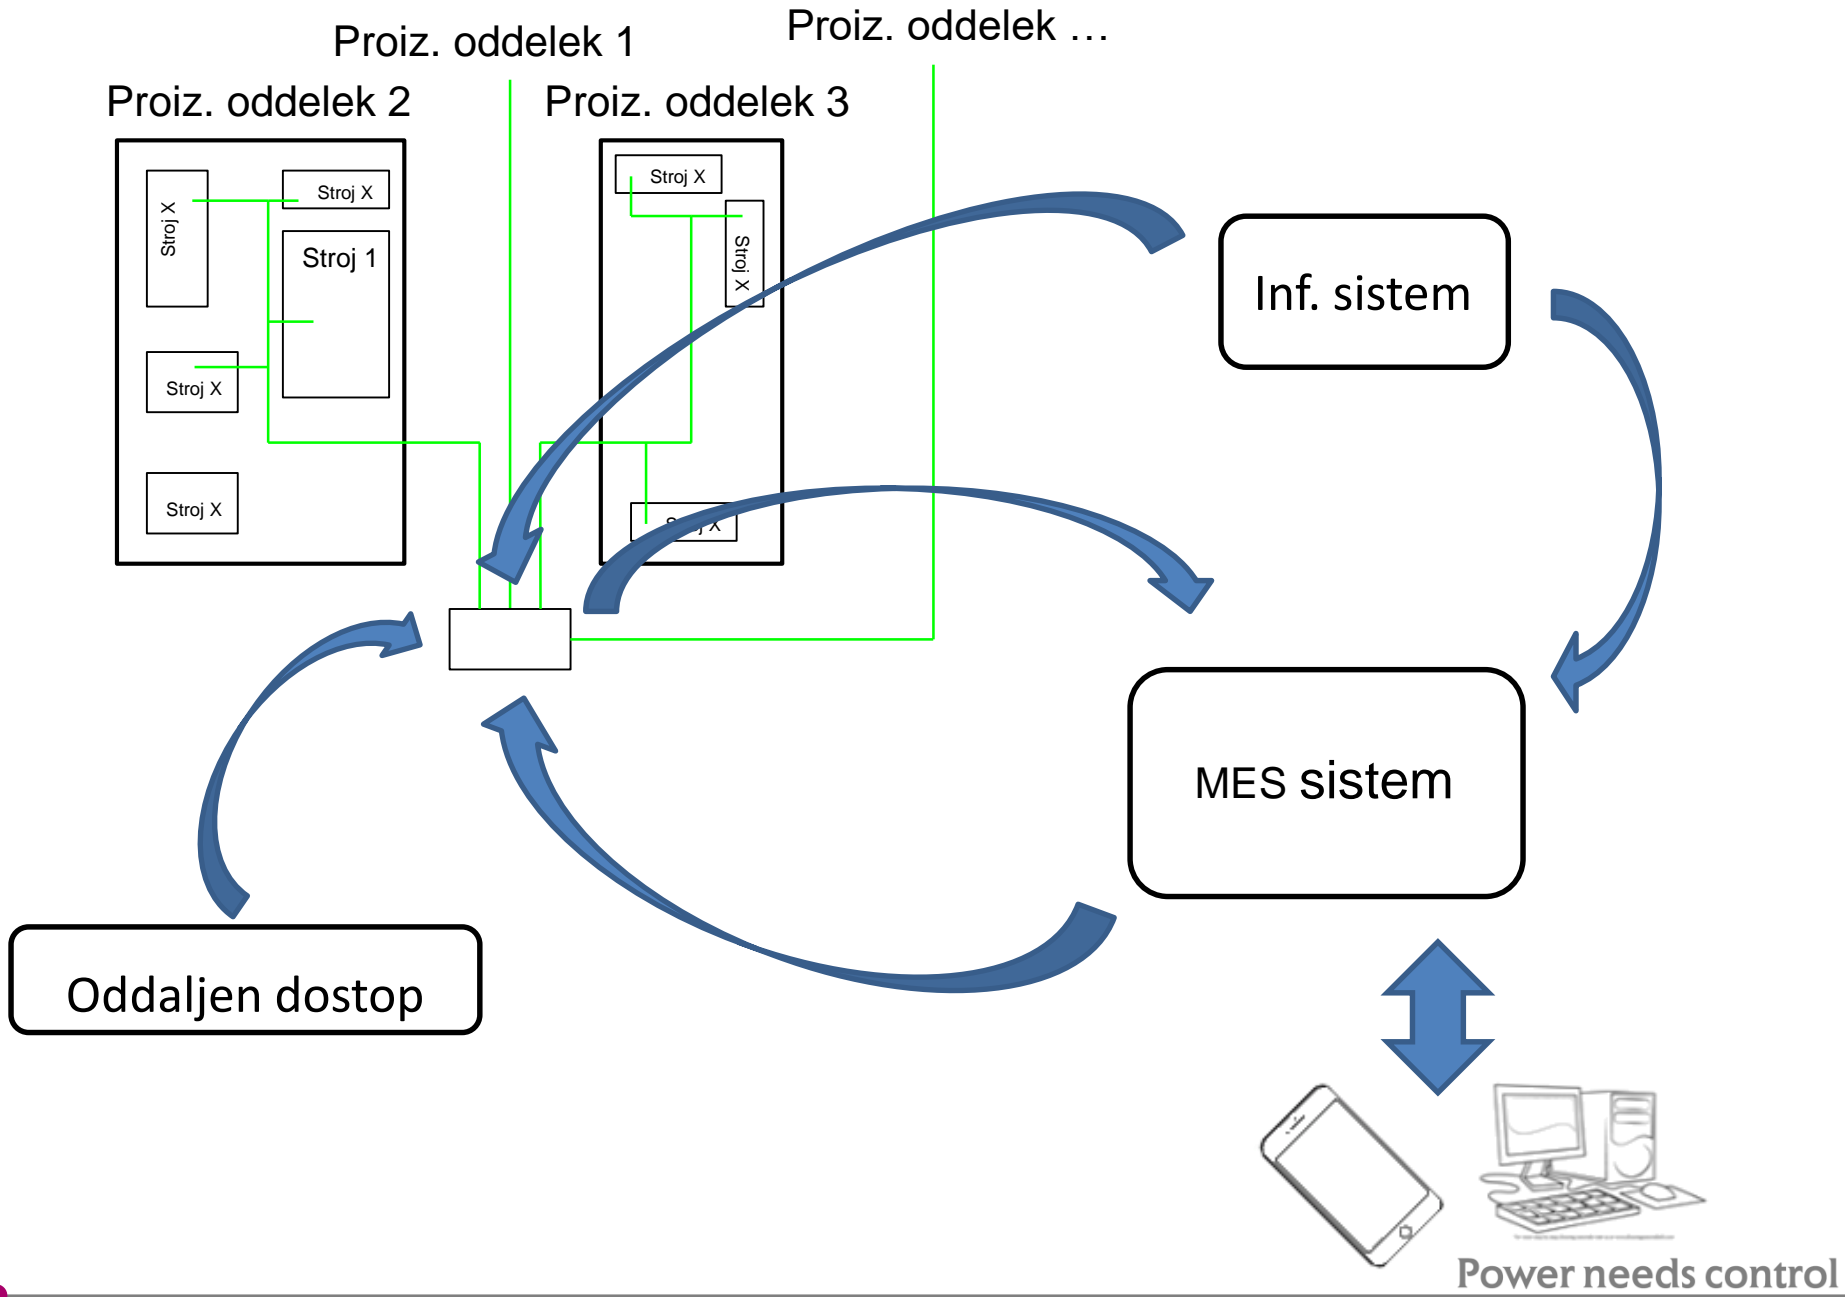 Proiz. oddelek 1
Proiz. oddelek …
Proiz. oddelek 2
Proiz. oddelek 3
Stroj X
Stroj X
Stroj 1
Stroj X
Stroj X
Stroj X
Stroj X
Stroj X
Inf. sistem
MES sistem
Oddaljen dostop
Power needs control